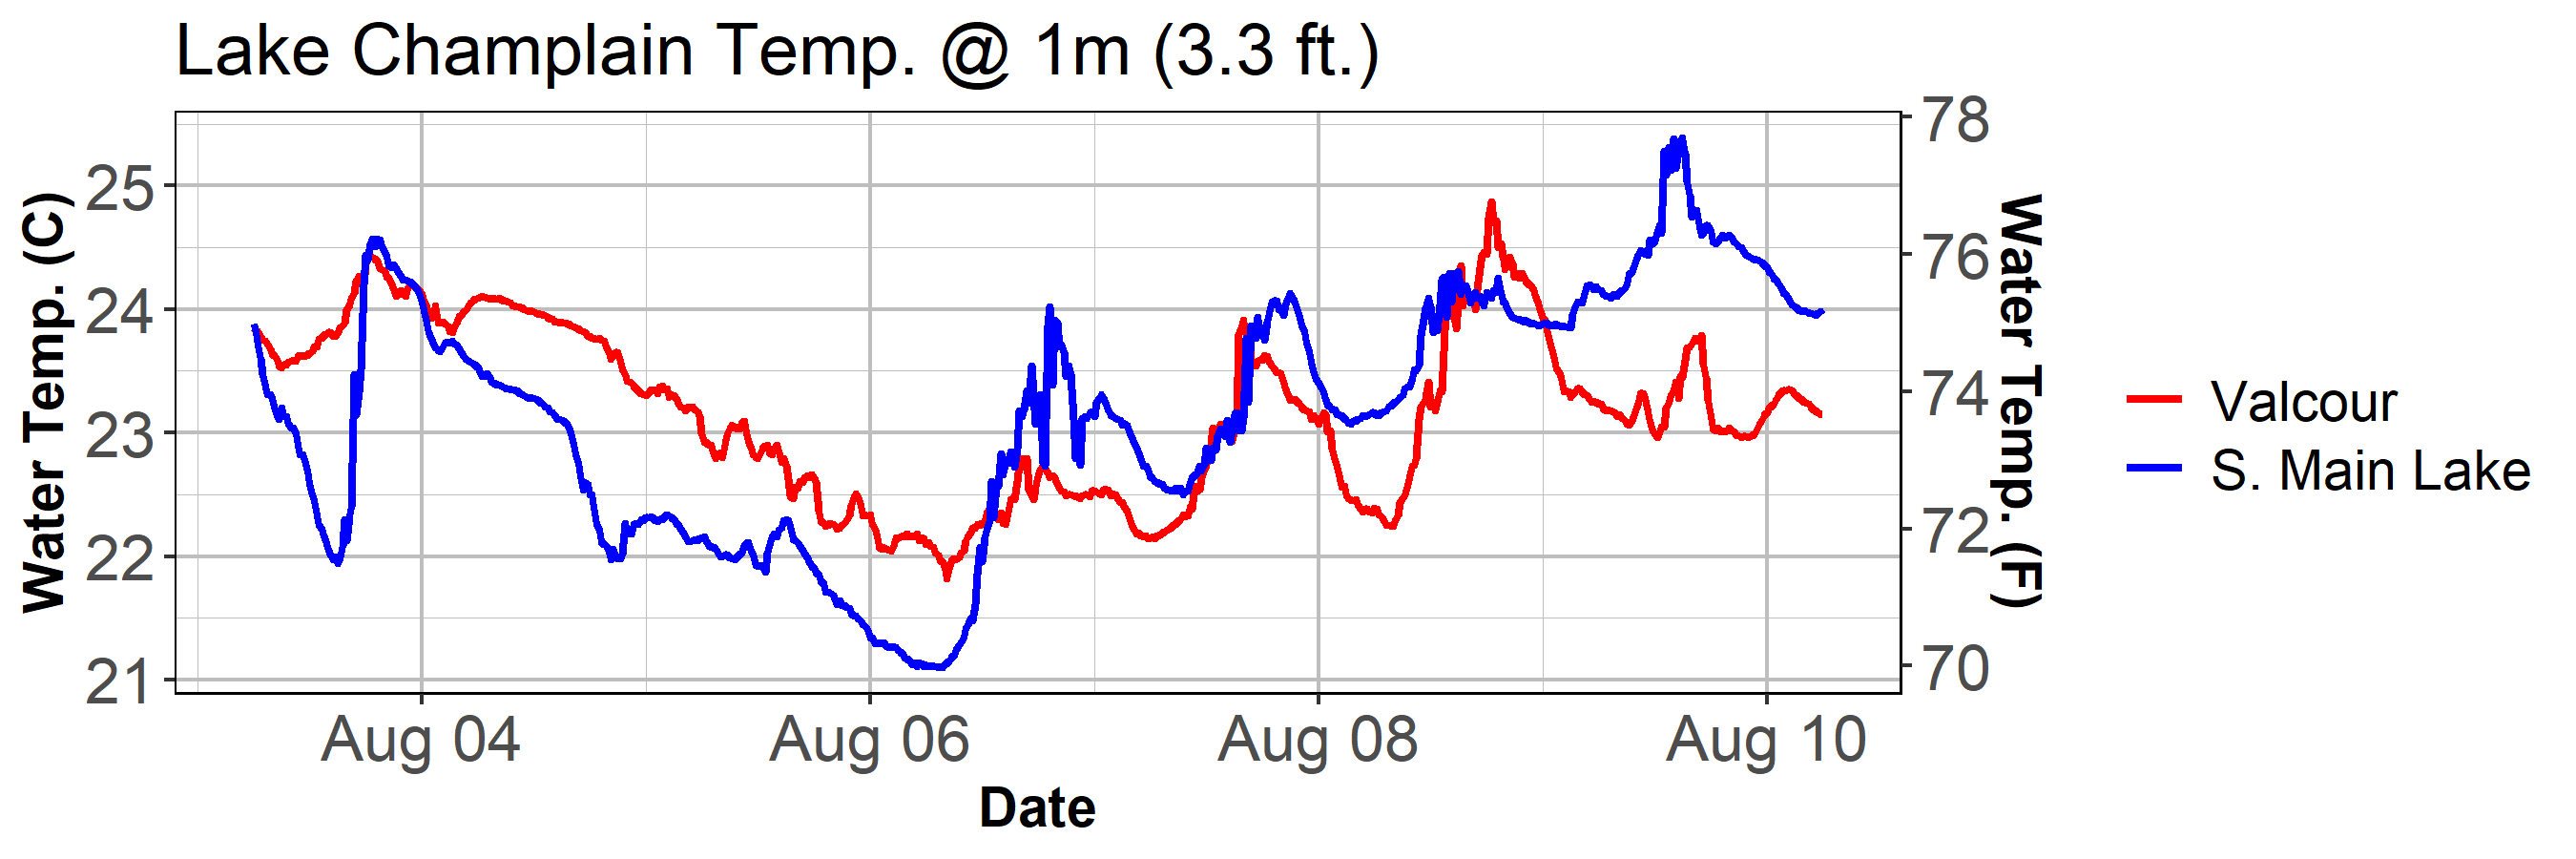 Lake Champlain Temp. @ 1m (3.3 ft.)
Water Temp. (C)
25
24
23
22
21
78
76
74
72
70
Water Temp. (F)
Aug 04
Aug 06
Aug 08
Aug 10
Date
Valcour
S. Main Lake